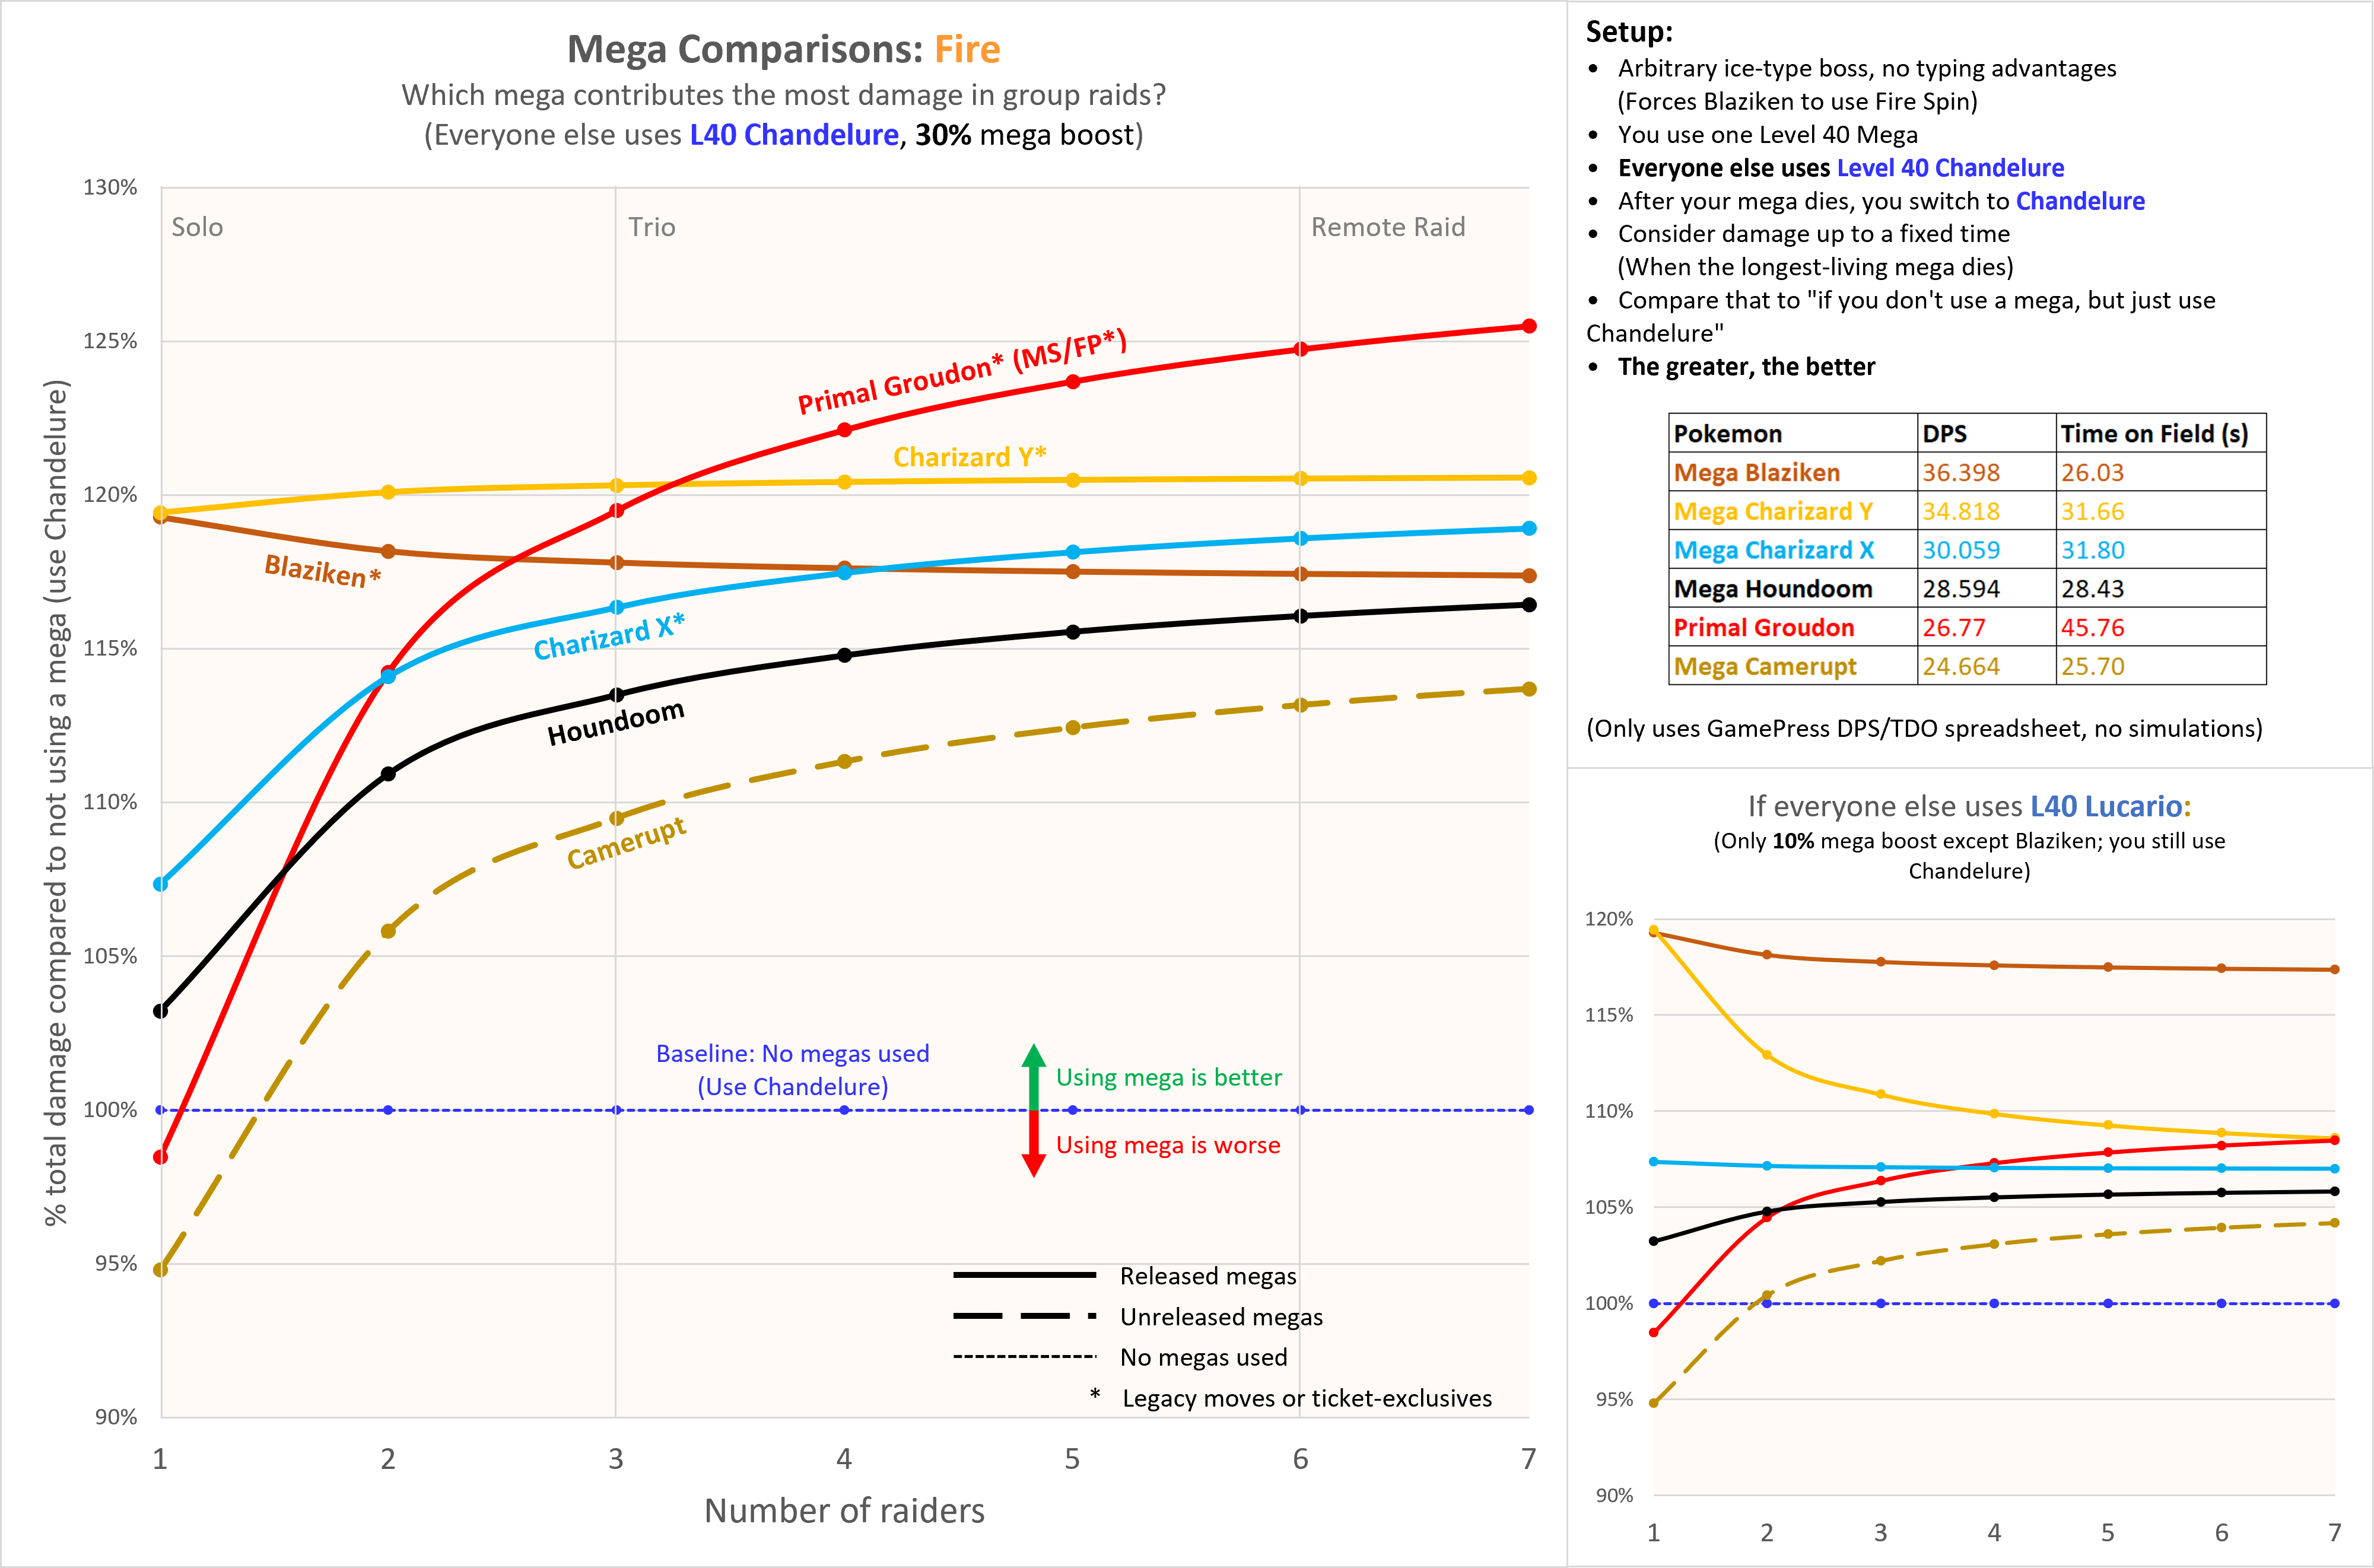 Mega Comparisons: Fire
Which mega contributes the most damage in group raids?
(Everyone else uses L40 Chandelure, 30% mega boost)
% total damage compared to not using a mega (use Chandelure)
130%
125%
120%
115%
110%
105%
100%
95%
90%
Solo
Trio
Remote Raid
Primal Groudon* (MS/FP*)
Charizard Y*
Blaziken*
Charizard X*
Houndoom
Camerupt
Baseline: No megas used
(Use Chandelure)
Using mega is better
Using mega is worse
Released megas
Unreleased megas
No megas used
* Legacy moves or ticket-exclusives
1 2 3 4 5 6 7
Number of raiders
Setup:
• Arbitrary ice-type boss, no typing advantages
(Forces Blaziken to use Fire Spin)
• You use one Level 40 Mega
• Everyone else uses Level 40 Chandelure
• After your mega dies, you switch to Chandelure
• Consider damage up to a fixed time
(When the longest-living mega dies)
• Compare that to "if you don't use a mega, but just use
Chandelure"
• The greater, the better
Pokemon DPS Time on Field (s)
Mega Blaziken 36.398 26.03
Mega Charizard Y 34.818 31.66
Mega Charizard X 30.059 31.80
Mega Houndoom 28.594 28.43
Primal Groudon 26.77 45.76
Mega Camerupt 24.664 25.70
(Only uses GamePress DPS/TDO spreadsheet, no simulations)
If everyone else uses L40 Lucario:
(Only 10% mega boost except Blaziken; you still use
Chandelure)
120%
115%
110%
105%
100%
95%
90%
1 2 3 4 5 6 7